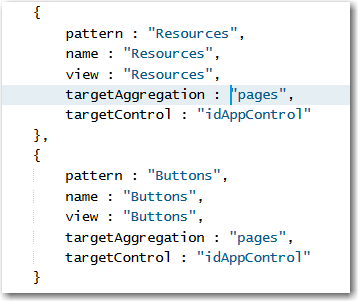 {
    pattern : "Resources",
    name : "Resources",
    view : "Resources",
    targetAggregation : "pages",
    targetControl : "idAppControl"
},
{
    pattern : "Buttons",
    name : "Buttons",
    view : "Buttons",
    targetAggregation : "pages",
    targetControl : "idAppControl"
}